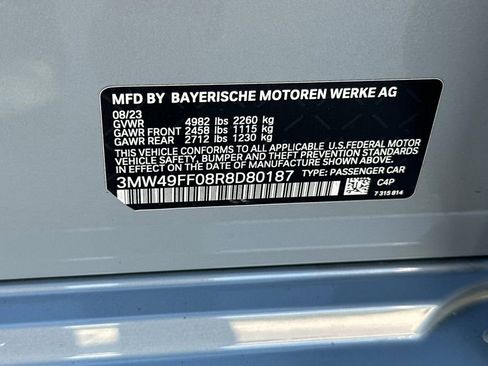 MFD BY BAYERISCHE MOTOREN WERKE AG
08/23
GVWR 4982 lbs 2260 kg
GAWR FRONT 2458 lbs 1115 kg
GAWR REAR 2712 lbs 1230 kg
THIS VEHICLE CONFORMS TO ALL APPLICABLE U.S.FEDERAL MOTOR
VEHICLE SAFETY, BUMPER, AND THEFT PREVENTION STANDARDS
IN EFFECT ON THE DATE OF MANUFACTURE SHOWN ABOVE.
3MW49FF08R8D80187 TYPE: PASSENGER CAR
C4P
7 315 814